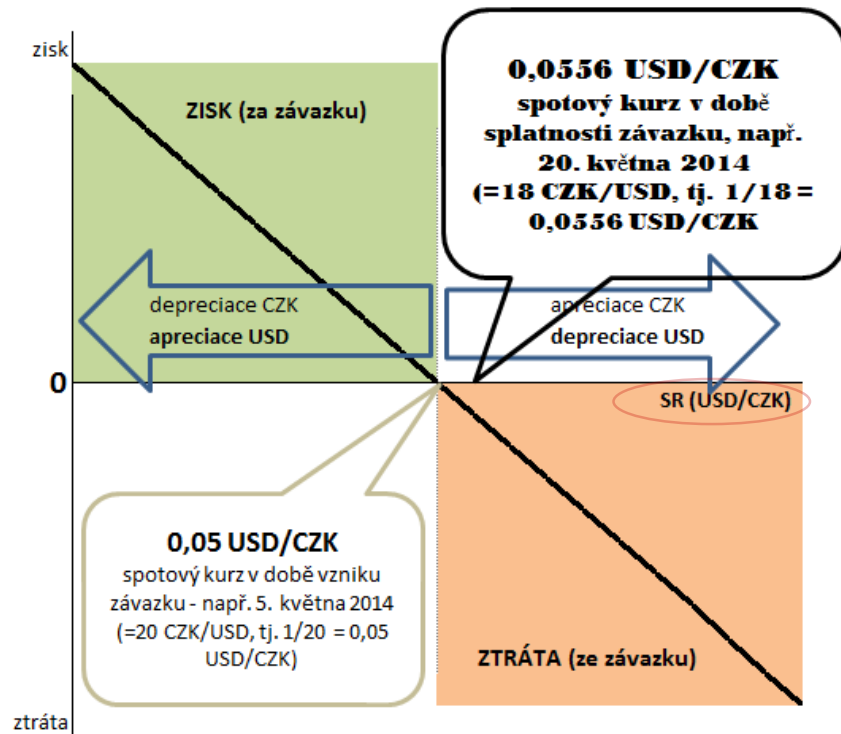 zisk
ZISK (za závazku)
0,0556 USD/CZK
spotový kurz v době
splatnosti závazku, např.
20. května 2014
(=18 CZK/USD, tj. 1/18 =
0,0556 USD/CZK
depreciace CZK
apreciace USD
apreciace CZK
depreciace USD
0
SR (USD/CZK)
0,05 USD/CZK
spotový kurz v době vzniku
závazku - např. 5. května 2014
(=20 CZK/USD, tj. 1/20 = 0,05
USD/CZK)
ZTRÁTA (ze závazku)
ztráta